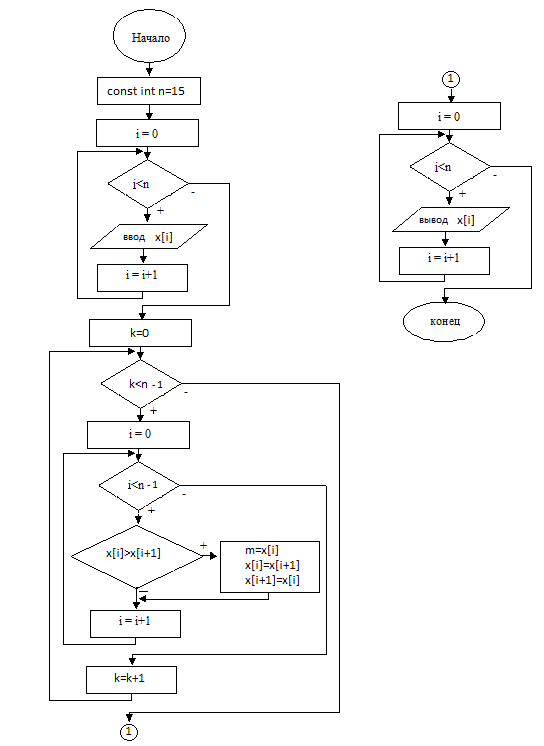 Начало
const int n=15
i = 0
i<n
-
+
ввод x[i]
i = i+1
k=0
k<n - 1
-
+
i = 0
i<n - 1
-
+
x[i]>x[i+1]
+
m=x[i]
x[i]=x[i+1]
x[i+1]=x[i]
–
i = i+1
k=k+1
1
1
i = 0
i<n
-
+
вывод x[i]
i = i+1
конец